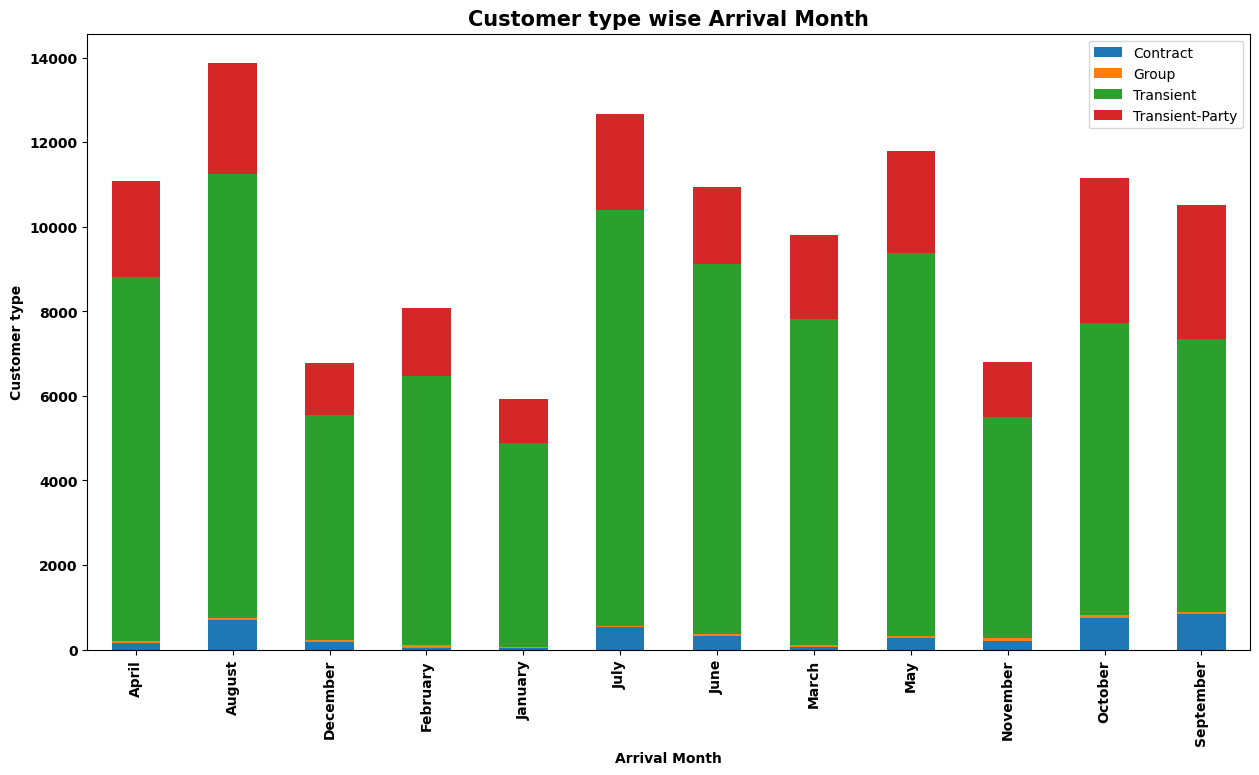 Customer type wise Arrival Month
Contract
Group
Transient
Transient-Party
Customer type
14000
12000
10000
8000
6000
4000
2000
0
April
August
December
February
January
July
June
March
May
November
October
September
Arrival Month